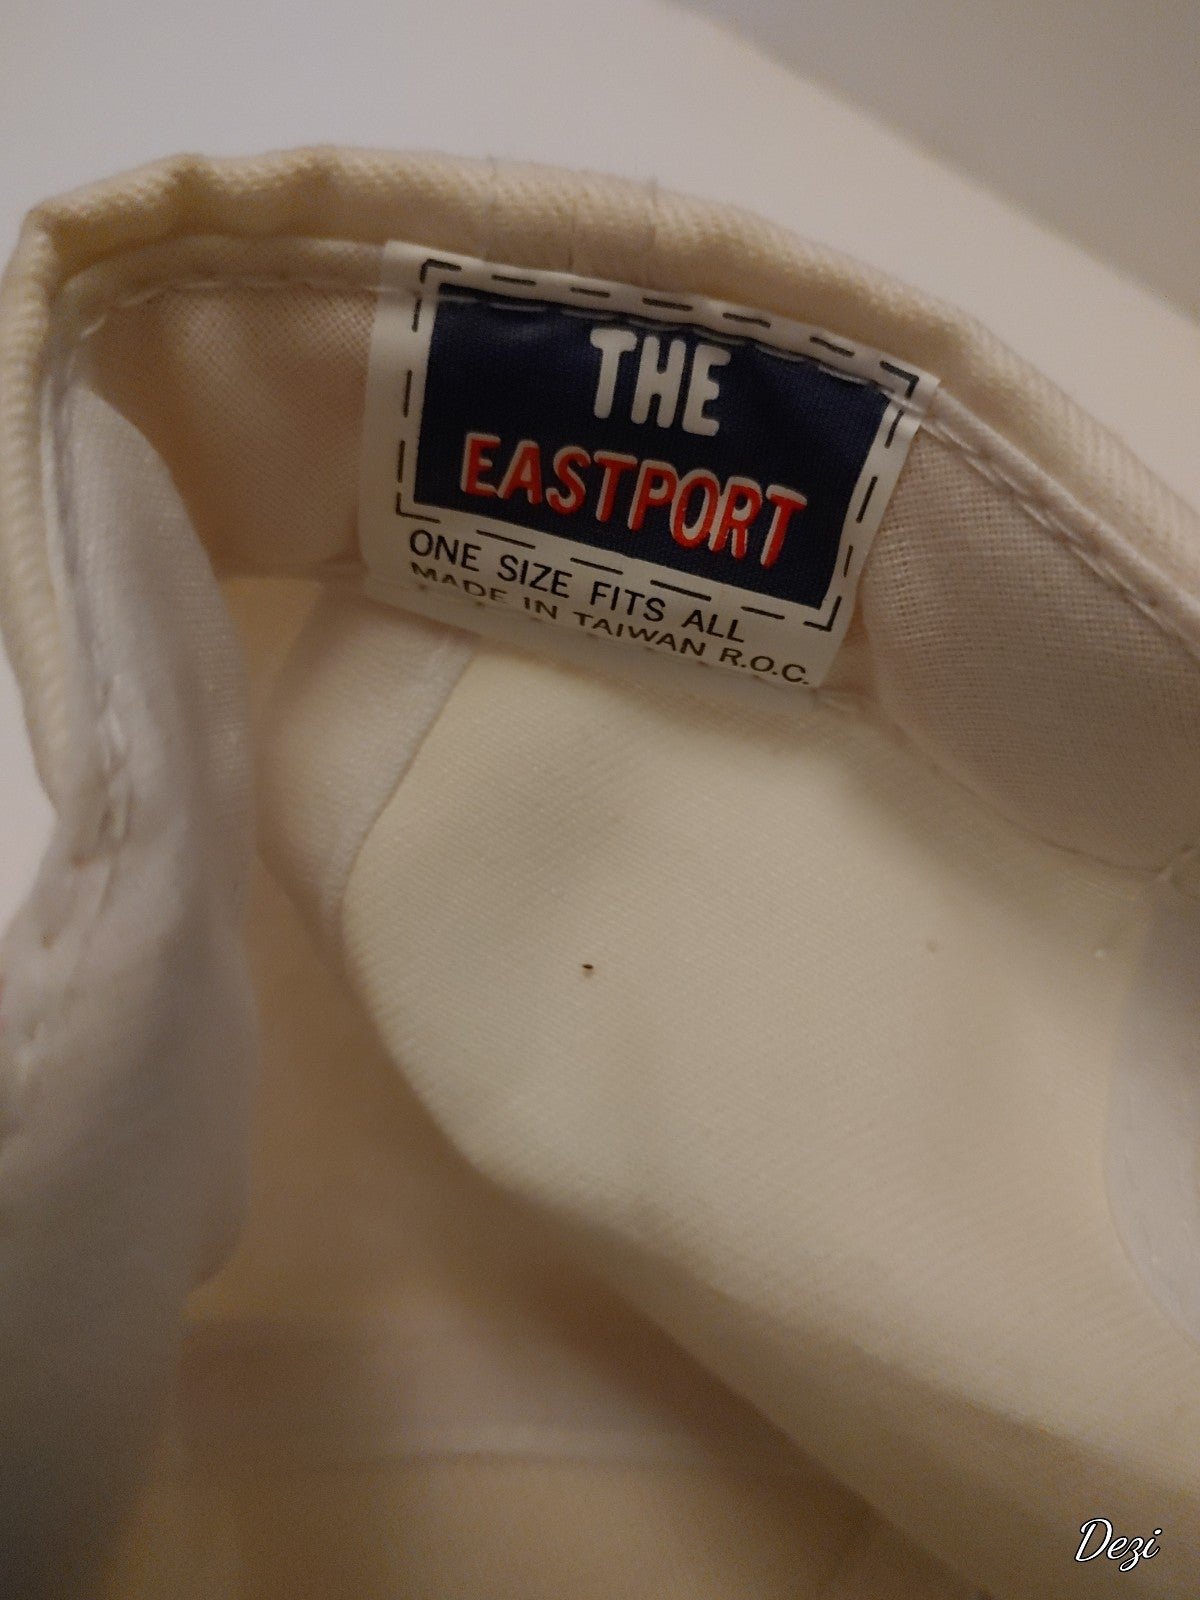 THE
EASTPORT
ONE SIZE FITS ALL
MADE IN TAIWAN R.O.C.
Dezi